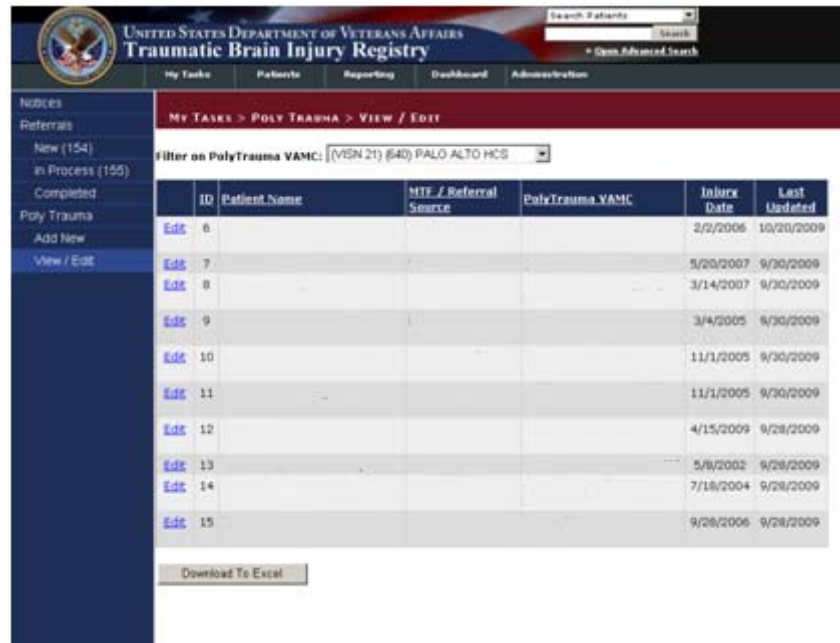 Search Patients
UNITED STATES DEPARTMENT OF VETERANS AFFAIRS
Search
Traumatic Brain Injury Registry
Open Advanced Search
My Tasks Patients Reporting Dashboard Administration
Notices
MY TASKS > POLY TRAUMA > VIEW / EDIT
Referrals
New (154)
Filter on PolyTrauma VAMC: (VISN 21) (640) PALO ALTO HCS
In Process (155)
Completed
ID Patient Name MTF / Referral Source PolyTrauma VAMC Injury Date Last Updated
Poly Trauma
Add New
View / Edit
Edit 6 2/2/2006 10/20/2009
Edit 7 5/20/2007 9/30/2009
Edit 8 3/14/2007 9/30/2009
Edit 9 3/4/2005 9/30/2009
Edit 10 11/1/2005 9/30/2009
Edit 11 11/1/2005 9/30/2009
Edit 12 4/15/2009 9/28/2009
Edit 13 5/8/2002 9/28/2009
Edit 14 7/18/2004 9/28/2009
Edit 15 9/28/2006 9/28/2009
Download To Excel